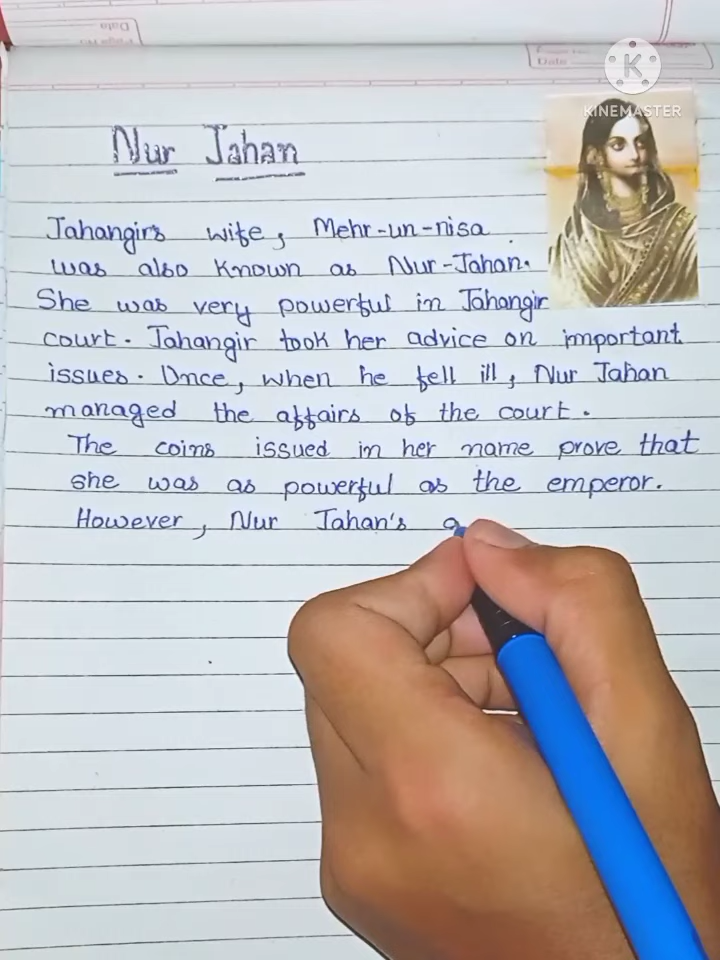 Data
Date
KINEMASTER
Nur Jahan
Jahangirs wife, Mehr-un-nisa
was also known as Nur-Jahan.
She was very powerful in Jahangir
court. Jahangir took her advice on important
issues. Once, when he fell ill, Nur Jahan
managed the affairs of the court.
The coins issued in her name prove that
she was as powerful as the emperor.
However, Nur Jahan's a